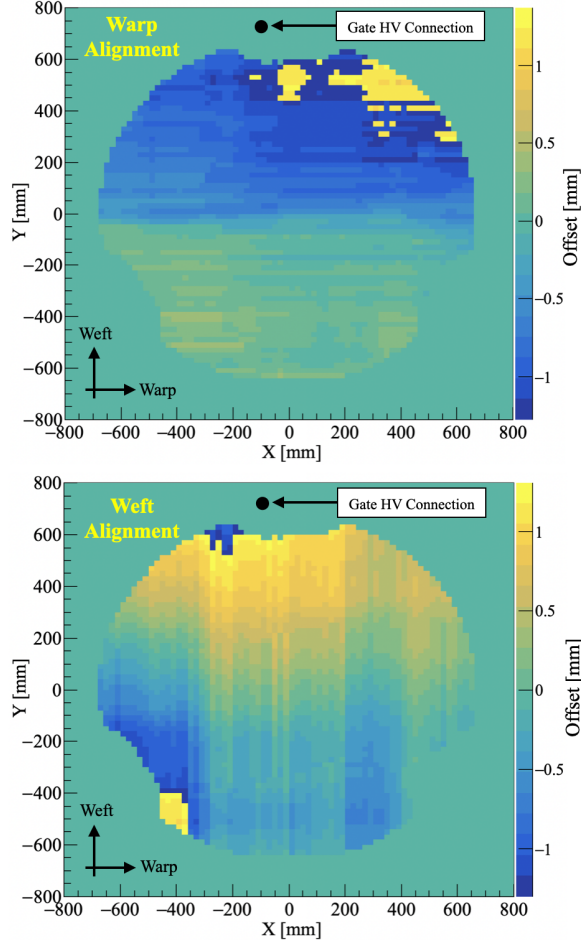 Warp
Alignment
Gate HV Connection
800
600
400
200
0
−200
−400
−600
−800
Y [mm]
Weft
Warp
−800 −600 −400 −200 0 200 400 600 800
X [mm]
1
0.5
0
−0.5
−1
Offset [mm]
Weft
Alignment
Gate HV Connection
800
600
400
200
0
−200
−400
−600
−800
Y [mm]
Weft
Warp
−800 −600 −400 −200 0 200 400 600 800
X [mm]
1
0.5
0
−0.5
−1
Offset [mm]